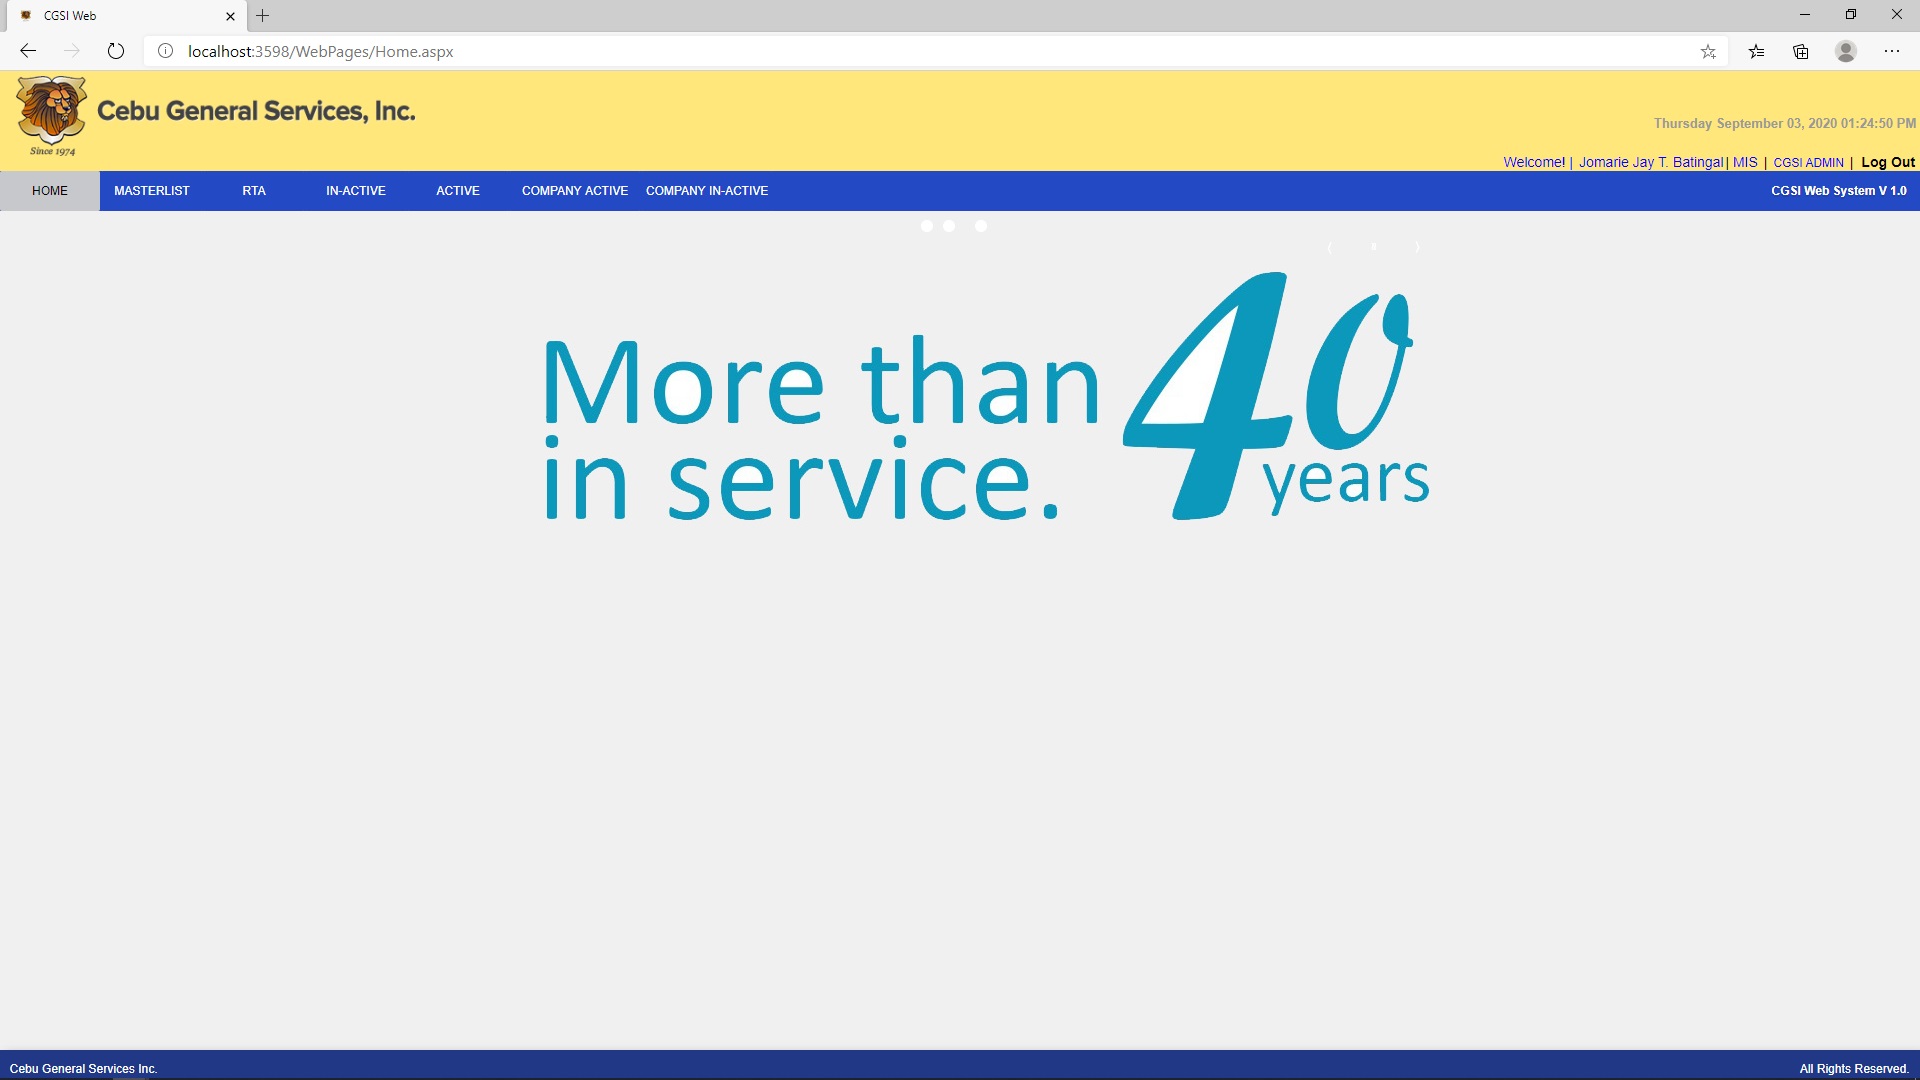 CGSI Web
localhost:3598/WebPages/Home.aspx
Cebu General Services, Inc.
Since 1974
Thursday September 03, 2020 01:24:50 PM
Welcome! | Jomarie Jay T. Batingal | MIS | CGSI ADMIN | Log Out
HOME MASTERLIST RTA IN-ACTIVE ACTIVE COMPANY ACTIVE COMPANY IN-ACTIVE CGSI Web System V 1.0
More than 40 years
in service.
Cebu General Services Inc. All Rights Reserved.